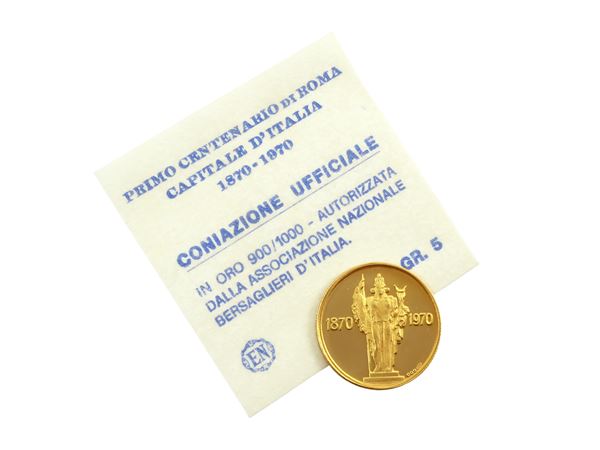 PRIMO CENTENARIO DI ROMA
CAPITALE D'ITALIA
1870-1970
CONIAZIONE UFFICIALE
IN ORO 900/1000 - AUTORIZZATA
DALLA ASSOCIAZIONE NAZIONALE
BERSAGLIERI D'ITALIA.
GR. 5
EN
1870 1970